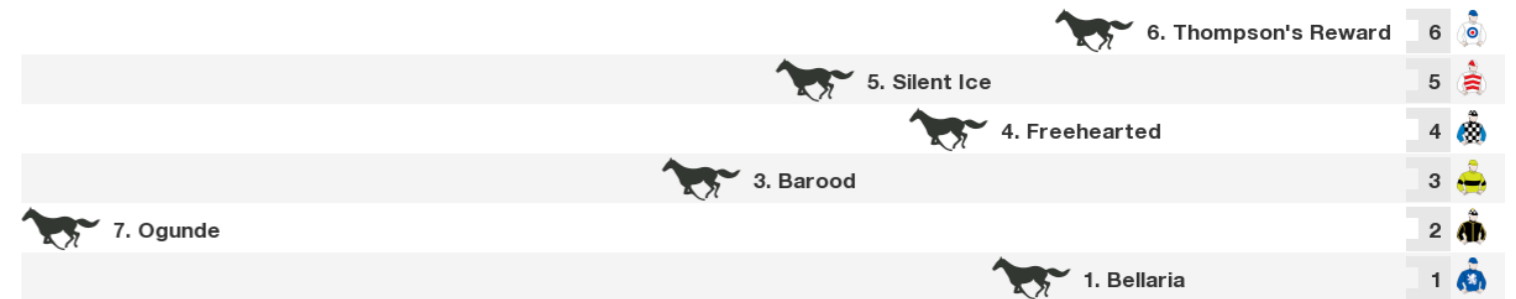 6. Thompson's Reward 6
5. Silent Ice 5
4. Freehearted 4
3. Barood 3
7. Ogunde 2
1. Bellaria 1